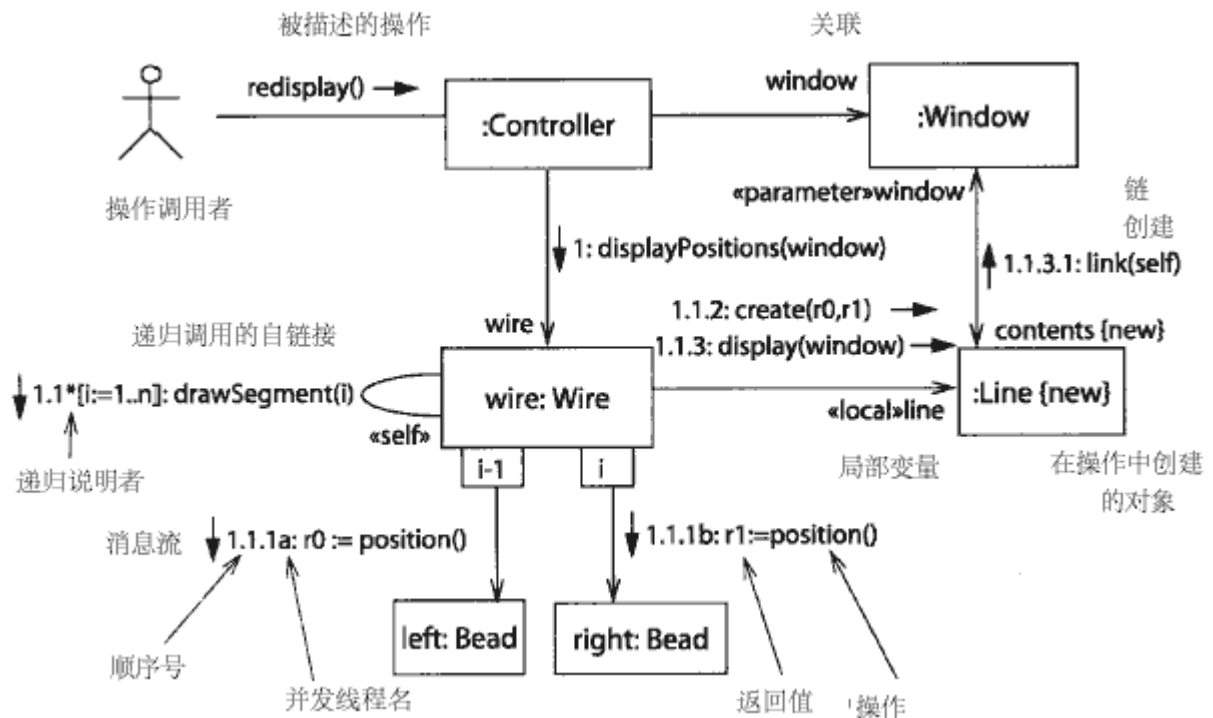 被描述的操作
关联
redisplay()
:Controller
window
:Window
操作调用者
«parameter»window
链
创建
1: displayPositions(window)
1.1.3.1: link(self)
1.1.2: create(r0,r1)
递归调用的自链接
wire
1.1.3: display(window)
contents {new}
1.1*[i:=1..n]: drawSegment(i)
wire: Wire
:Line {new}
«self»
«local»line
i-1
i
递归说明者
局部变量
在操作中创建
的对象
消息流
1.1.1a: r0 := position()
1.1.1b: r1:=position()
left: Bead
right: Bead
顺序号
并发线程名
返回值
操作